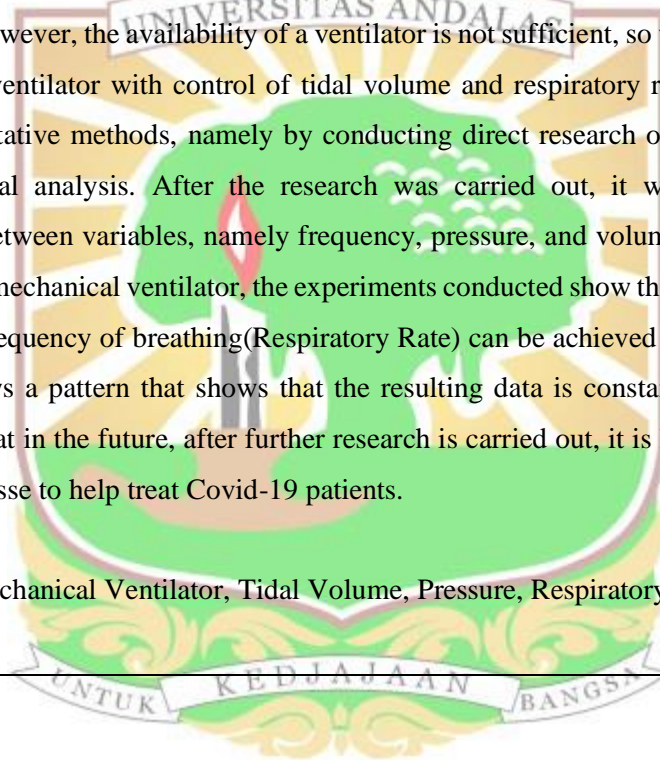 UNIVERSITAS ANDALAS
wever, the availability of a ventilator is not sufficient, so
ventilator with control of tidal volume and respiratory r
tative methods, namely by conducting direct research o
al analysis. After the research was carried out, it w
etween variables, namely frequency, pressure, and volum
mechanical ventilator, the experiments conducted show th
equency of breathing(Respiratory Rate) can be achieved
s a pattern that shows that the resulting data is consta
at in the future, after further research is carried out, it is
sse to help treat Covid-19 patients.
chanical Ventilator, Tidal Volume, Pressure, Respiratory
UNTUK KEDJAJAAN BANGSA